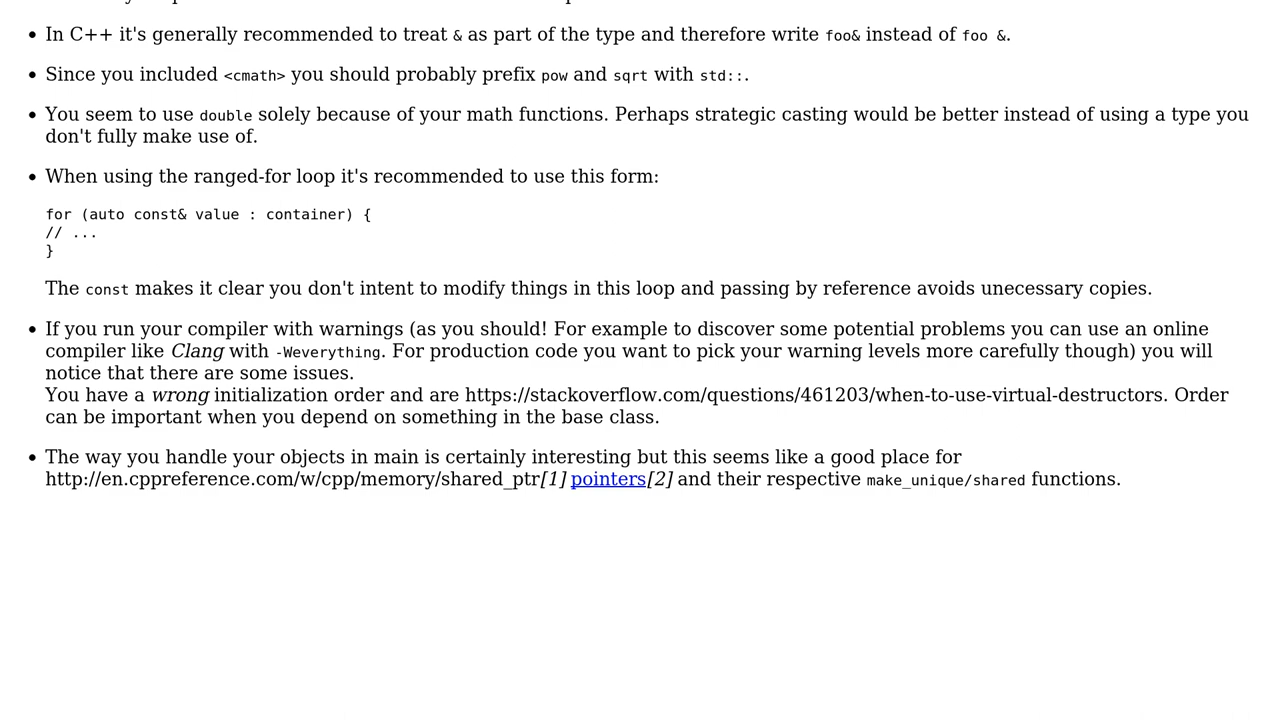 In C++ it's generally recommended to treat & as part of the type and therefore write foo& instead of foo &.
Since you included <cmath> you should probably prefix pow and sqrt with std::.
You seem to use double solely because of your math functions. Perhaps strategic casting would be better instead of using a type you
don't fully make use of.
When using the ranged-for loop it's recommended to use this form:
for (auto const& value : container) {
// ...
}
The const makes it clear you don't intent to modify things in this loop and passing by reference avoids unecessary copies.
If you run your compiler with warnings (as you should! For example to discover some potential problems you can use an online
compiler like Clang with -Weverything. For production code you want to pick your warning levels more carefully though) you will
notice that there are some issues.
You have a wrong initialization order and are https://stackoverflow.com/questions/461203/when-to-use-virtual-destructors. Order
can be important when you depend on something in the base class.
The way you handle your objects in main is certainly interesting but this seems like a good place for
http://en.cppreference.com/w/cpp/memory/shared_ptr[1] pointers[2] and their respective make_unique/shared functions.